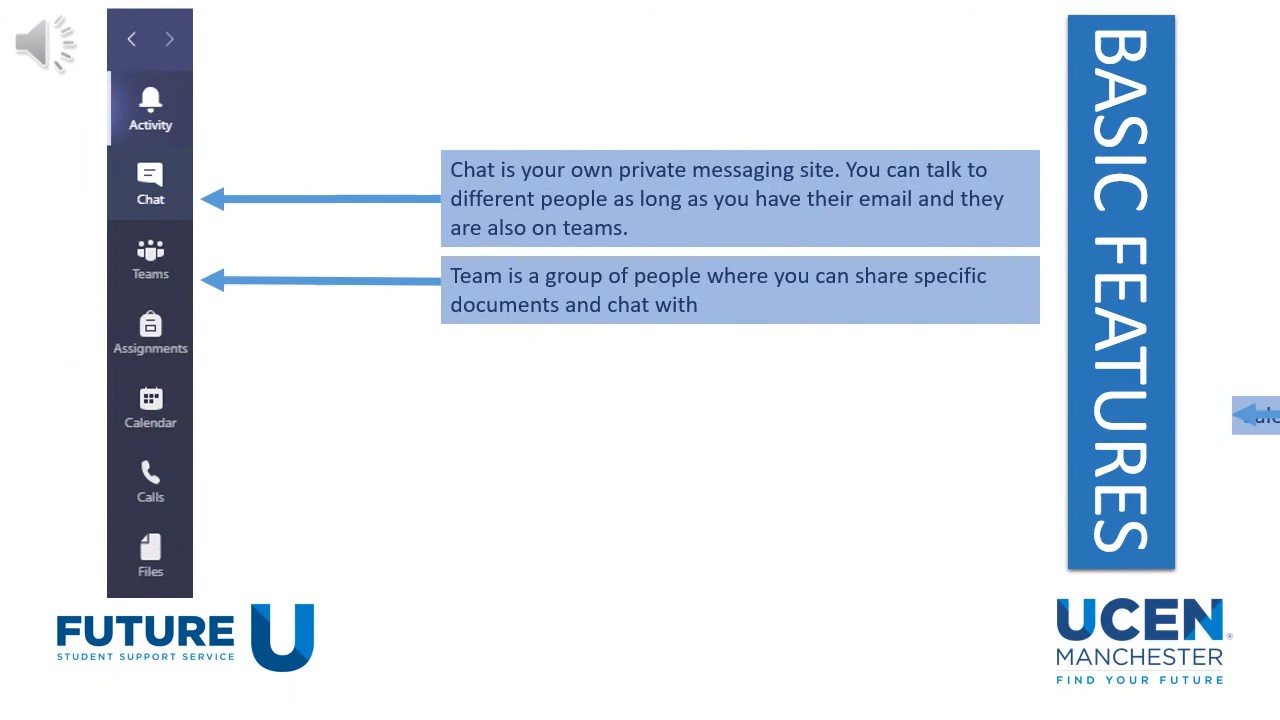 Activity
Chat
Teams
Assignments
Calendar
Calls
Files
Chat is your own private messaging site. You can talk to
different people as long as you have their email and they
are also on teams.
Team is a group of people where you can share specific
documents and chat with
BASIC FEATURES
FUTURE U
STUDENT SUPPORT SERVICE
UCEN
MANCHESTER
FIND YOUR FUTURE